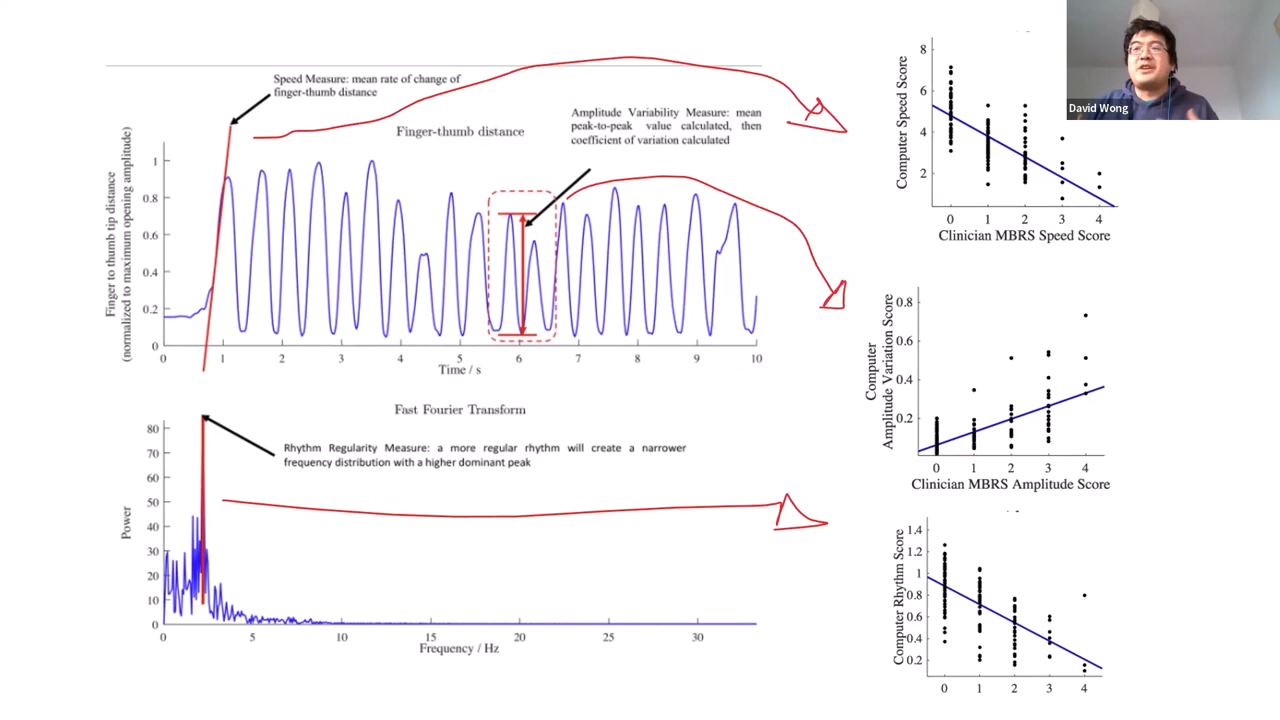 Speed Measure: mean rate of change of
finger-thumb distance
Finger-thumb distance
Amplitude Variability Measure: mean
peak-to-peak value calculated, then
coefficient of variation calculated
Finger to thumb tip distance
(normalized to maximum opening amplitude)
1
0.8
0.6
0.4
0.2
0
0 1 2 3 4 5 6 7 8 9 10
Time / s
Fast Fourier Transform
Rhythm Regularity Measure: a more regular rhythm will create a narrower
frequency distribution with a higher dominant peak
Power
80
70
60
50
40
30
20
10
0
0 5 10 15 20 25 30
Frequency / Hz
Computer Speed Score
8
6
4
2
0 1 2 3 4
Clinician MBRS Speed Score
Computer
Amplitude Variation Score
0.8
0.6
0.4
0.2
0 1 2 3 4
Clinician MBRS Amplitude Score
Computer Rhythm Score
1.4
1.2
1
0.8
0.6
0.4
0.2
0 1 2 3 4
David Wong